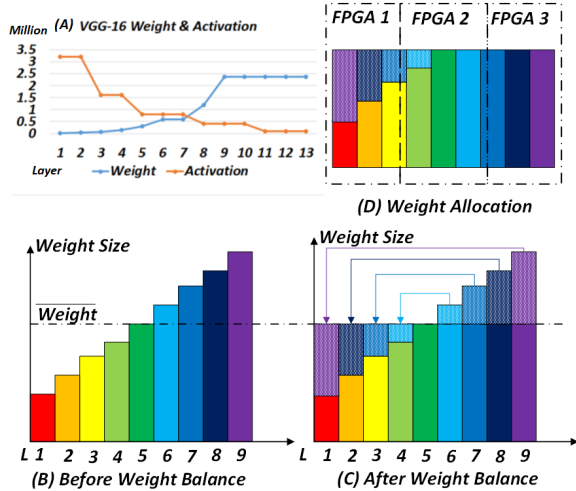 Million
(A) VGG-16 Weight & Activation
3.5
3
2.5
2
1.5
1
0.5
0
1 2 3 4 5 6 7 8 9 10 11 12 13
Layer
Weight Activation
FPGA 1 FPGA 2 FPGA 3
(D) Weight Allocation
Weight Size
Weight
L 1 2 3 4 5 6 7 8 9
(B) Before Weight Balance
Weight Size
L 1 2 3 4 5 6 7 8 9
(C) After Weight Balance